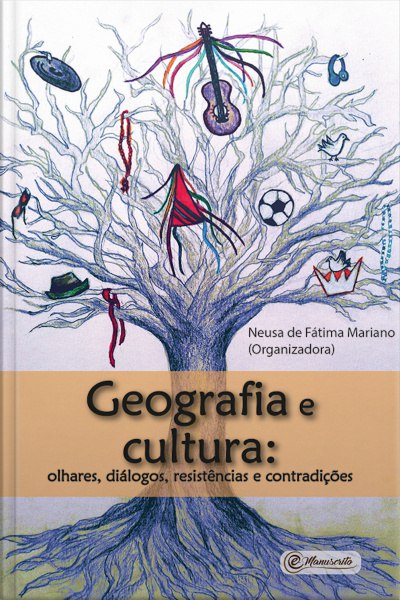 Neusa de Fátima Mariano
(Organizadora)
Geografia e
cultura:
olhares, diálogos, resistências e contradições
e Manuscrito